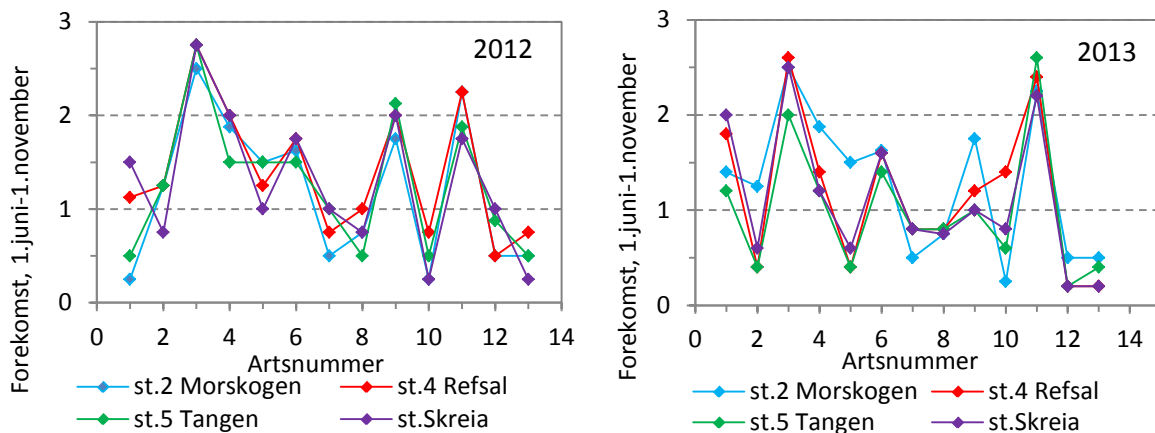 2012
Forekomst, 1.juni-1.november
3
2
1
0
0 2 4 6 8 10 12 14
Artsnummer
st.2 Morskogen st.4 Refsal
st.5 Tangen st.Skreia
2013
Forekomst, 1.juni-1.november
3
2
1
0
0 2 4 6 8 10 12 14
Artsnummer
st.2 Morskogen st.4 Refsal
st.5 Tangen st.Skreia